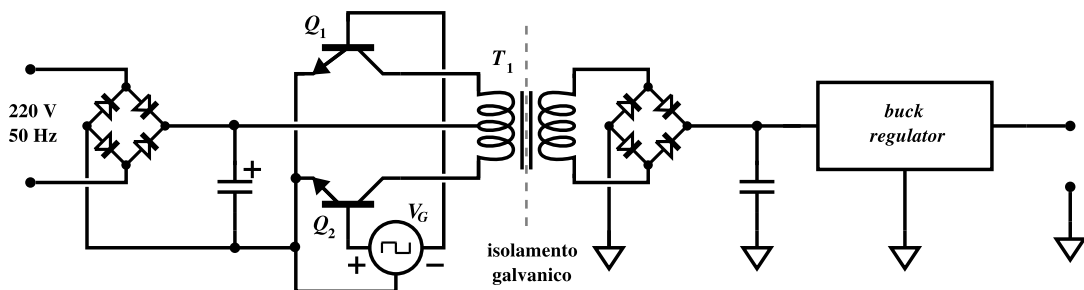 Q1
T1
220 V
50 Hz
+
buck
regulator
Q2
VG
+
−
isolamento
galvanico